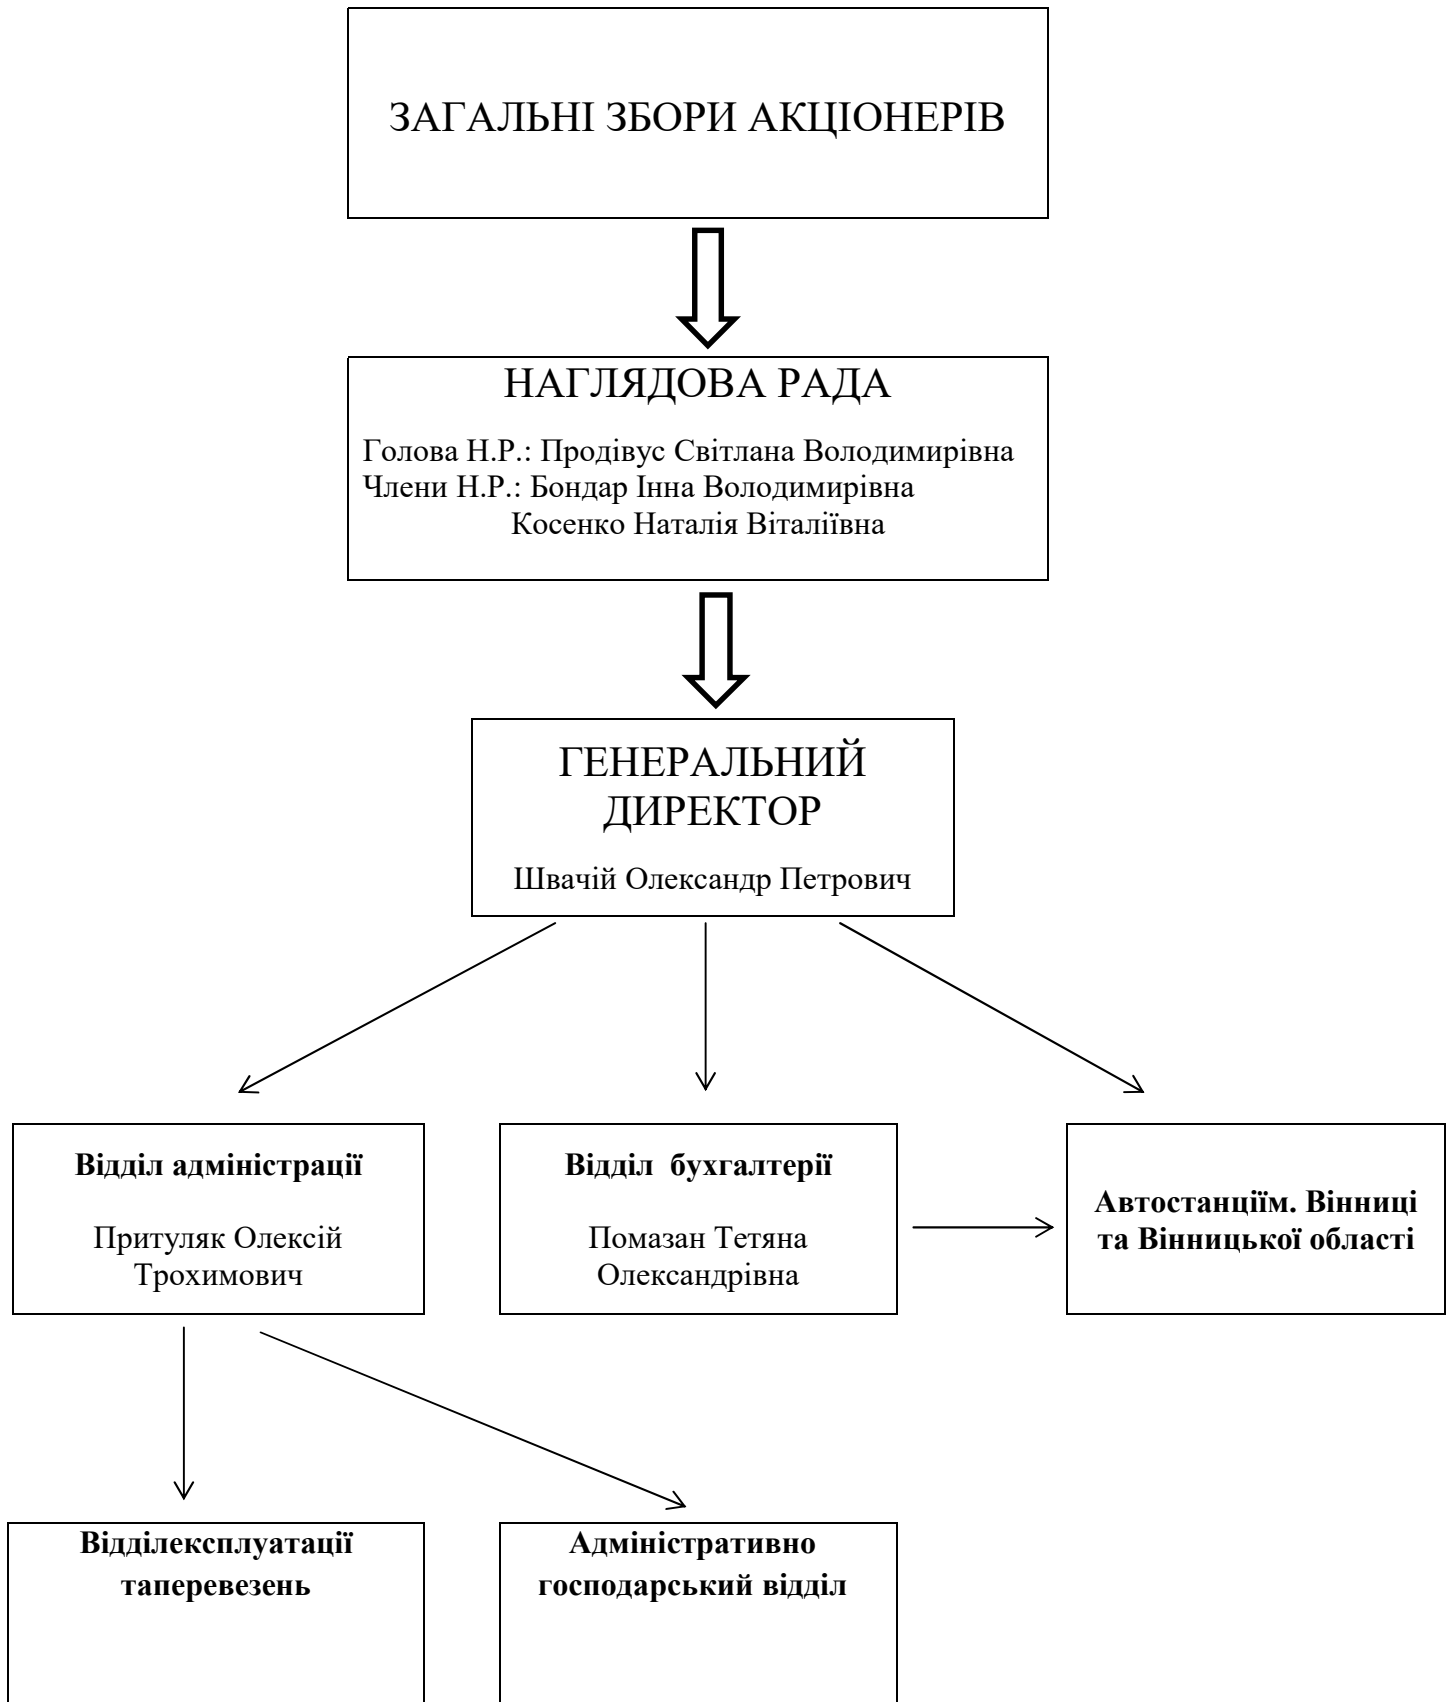 ЗАГАЛЬНІ ЗБОРИ АКЦІОНЕРІВ
НАГЛЯДОВА РАДА
Голова Н.Р.: Продівус Світлана Володимирівна
Члени Н.Р.: Бондар Інна Володимирівна
Косенко Наталія Віталіївна
ГЕНЕРАЛЬНИЙ
ДИРЕКТОР
Швачій Олександр Петрович
Відділ адміністрації
Притуляк Олексій
Трохимович
Відділ бухгалтерії
Помазан Тетяна
Олександрівна
Автостанціїм. Вінниці
та Вінницької області
Відділексплуатації
таперевезень
Адміністративно
господарський відділ